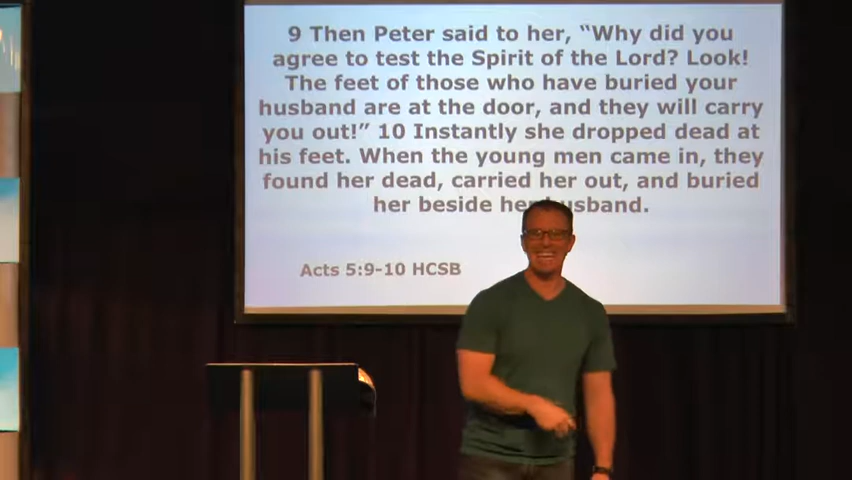 9 Then Peter said to her, “Why did you
agree to test the Spirit of the Lord? Look!
The feet of those who have buried your
husband are at the door, and they will carry
you out!” 10 Instantly she dropped dead at
his feet. When the young men came in, they
found her dead, carried her out, and buried
her beside her husband.
Acts 5:9-10 HCSB